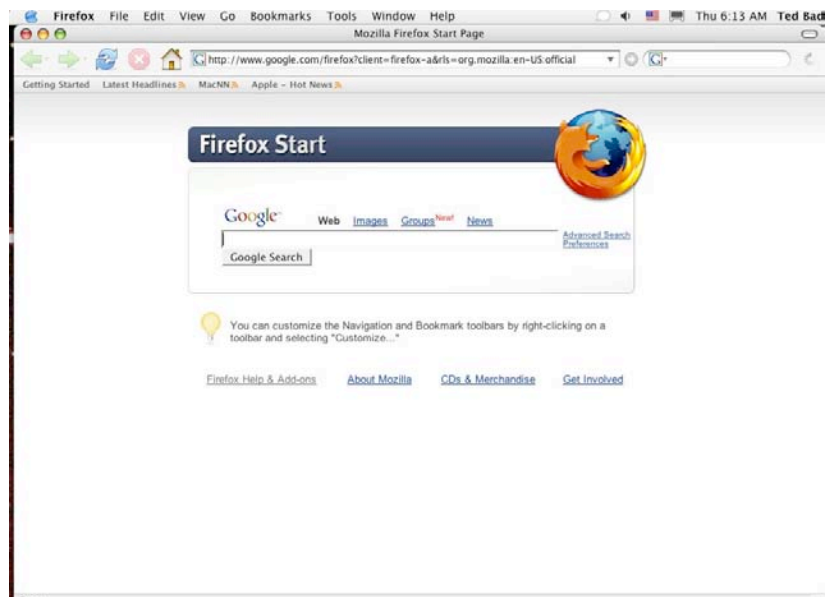 Firefox File Edit View Go Bookmarks Tools Window Help Thu 6:13 AM Ted Bad
Mozilla Firefox Start Page
http://www.google.com/firefox?client=firefox-a&rls=org.mozilla:en-US:official
Getting Started Latest Headlines MacNN Apple - Hot News
Firefox Start
Google Web Images Groups New! News
Advanced Search
Preferences
Google Search
You can customize the Navigation and Bookmark toolbars by right-clicking on a
toolbar and selecting "Customize..."
Firefox Help & Add-ons About Mozilla CDs & Merchandise Get Involved